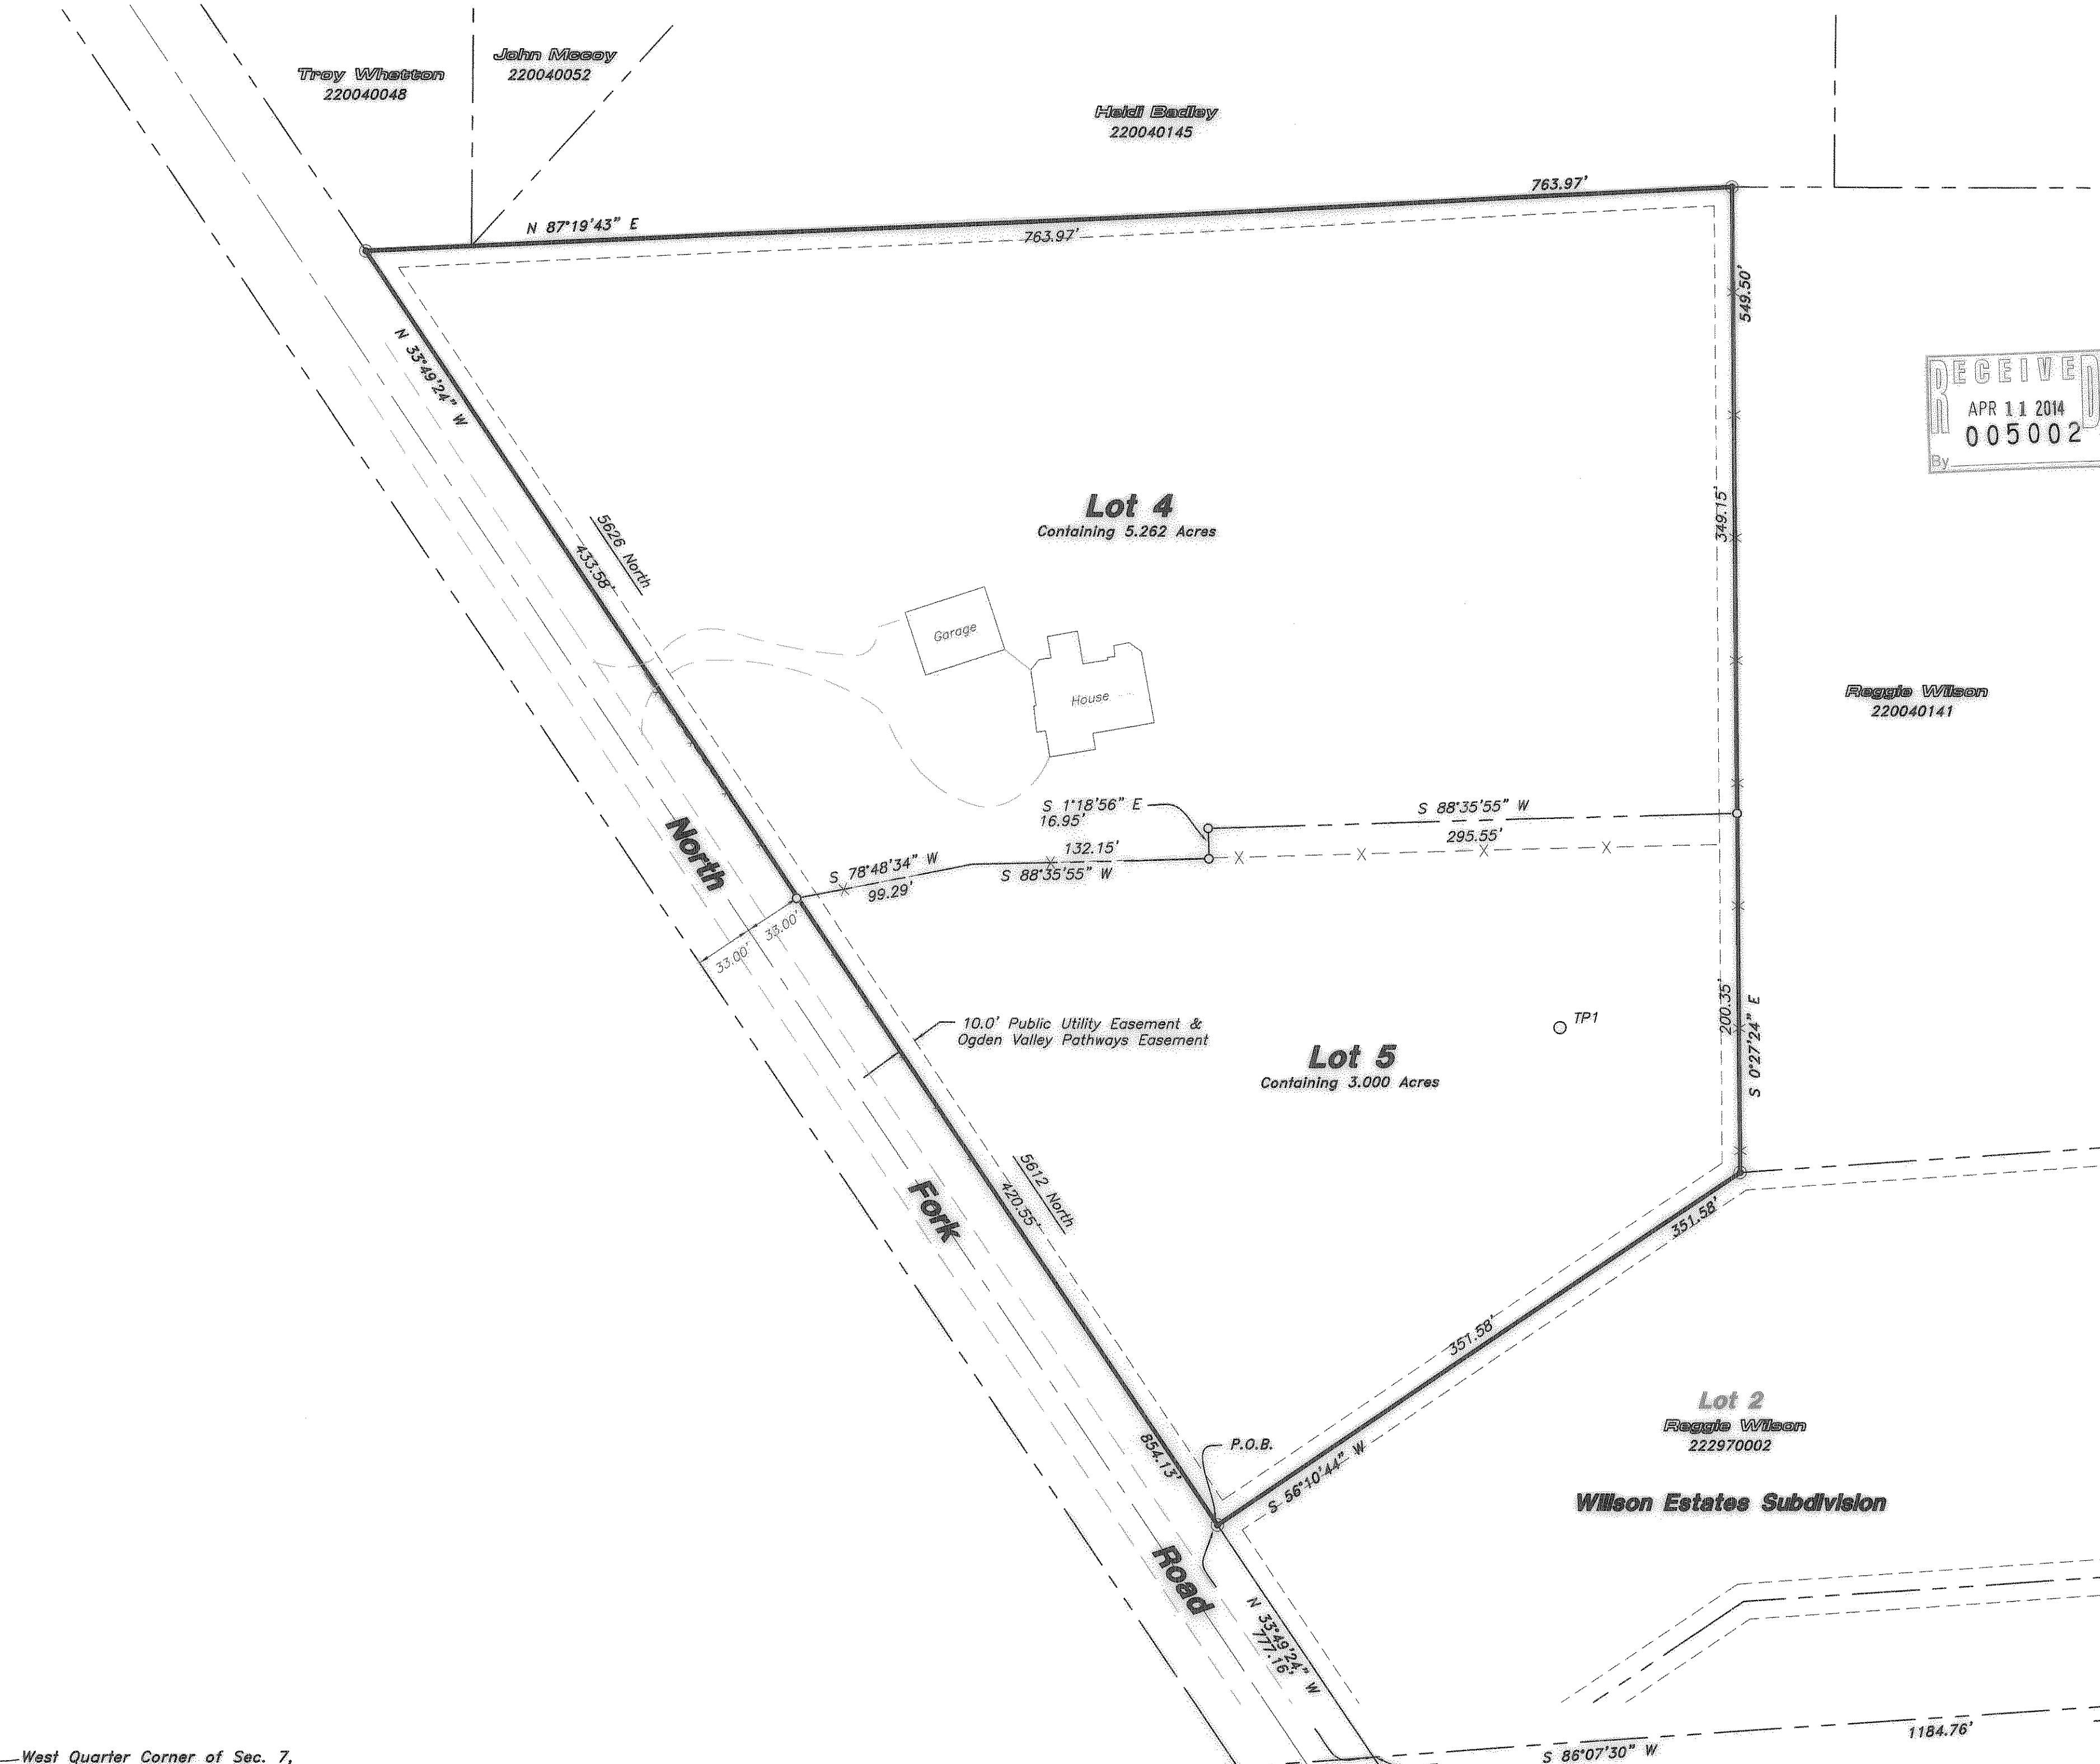 Troy Whetton
220040048
John Mccoy
220040052
Heidi Badley
220040145
763.97'
N 87°19'43" E
763.97'
549.50'
RECEIVED
APR 11 2014
005002
By
N 33°49'24" W
349.15'
Lot 4
Containing 5.262 Acres
5626 North
433.58'
Garage
House
Reggie Wilson
220040141
S 1°18'56" E
16.95'
S 88°35'55" W
295.55'
132.15'
S 88°35'55" W
S 78°48'34" W
99.29'
North
33.00'
33.00'
10.0' Public Utility Easement &
Ogden Valley Pathways Easement
TP1
200.35'
S 0°27'24" E
Lot 5
Containing 3.000 Acres
5612 North
420.55'
Fork
351.58'
351.58'
Lot 2
Reggie Wilson
222970002
854.13'
P.O.B.
S 56°10'44" W
Willson Estates Subdivision
Road
N 33°49'24" W
777.16'
1184.76'
S 86°07'30" W
West Quarter Corner of Sec. 7,